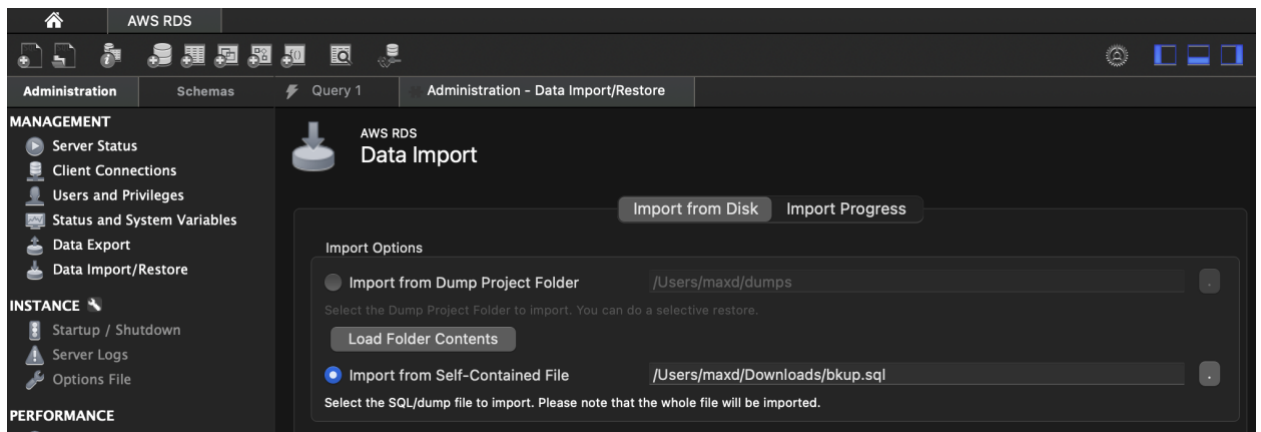 AWS RDS
Administration
Schemas
Query 1
Administration - Data Import/Restore
MANAGEMENT
Server Status
Client Connections
Users and Privileges
Status and System Variables
Data Export
Data Import/Restore
INSTANCE
Startup / Shutdown
Server Logs
Options File
PERFORMANCE
AWS RDS
Data Import
Import from Disk
Import Progress
Import Options
Import from Dump Project Folder
/Users/maxd/dumps
.
Select the Dump Project Folder to import. You can do a selective restore.
Load Folder Contents
Import from Self-Contained File
/Users/maxd/Downloads/bkup.sql
.
Select the SQL/dump file to import. Please note that the whole file will be imported.